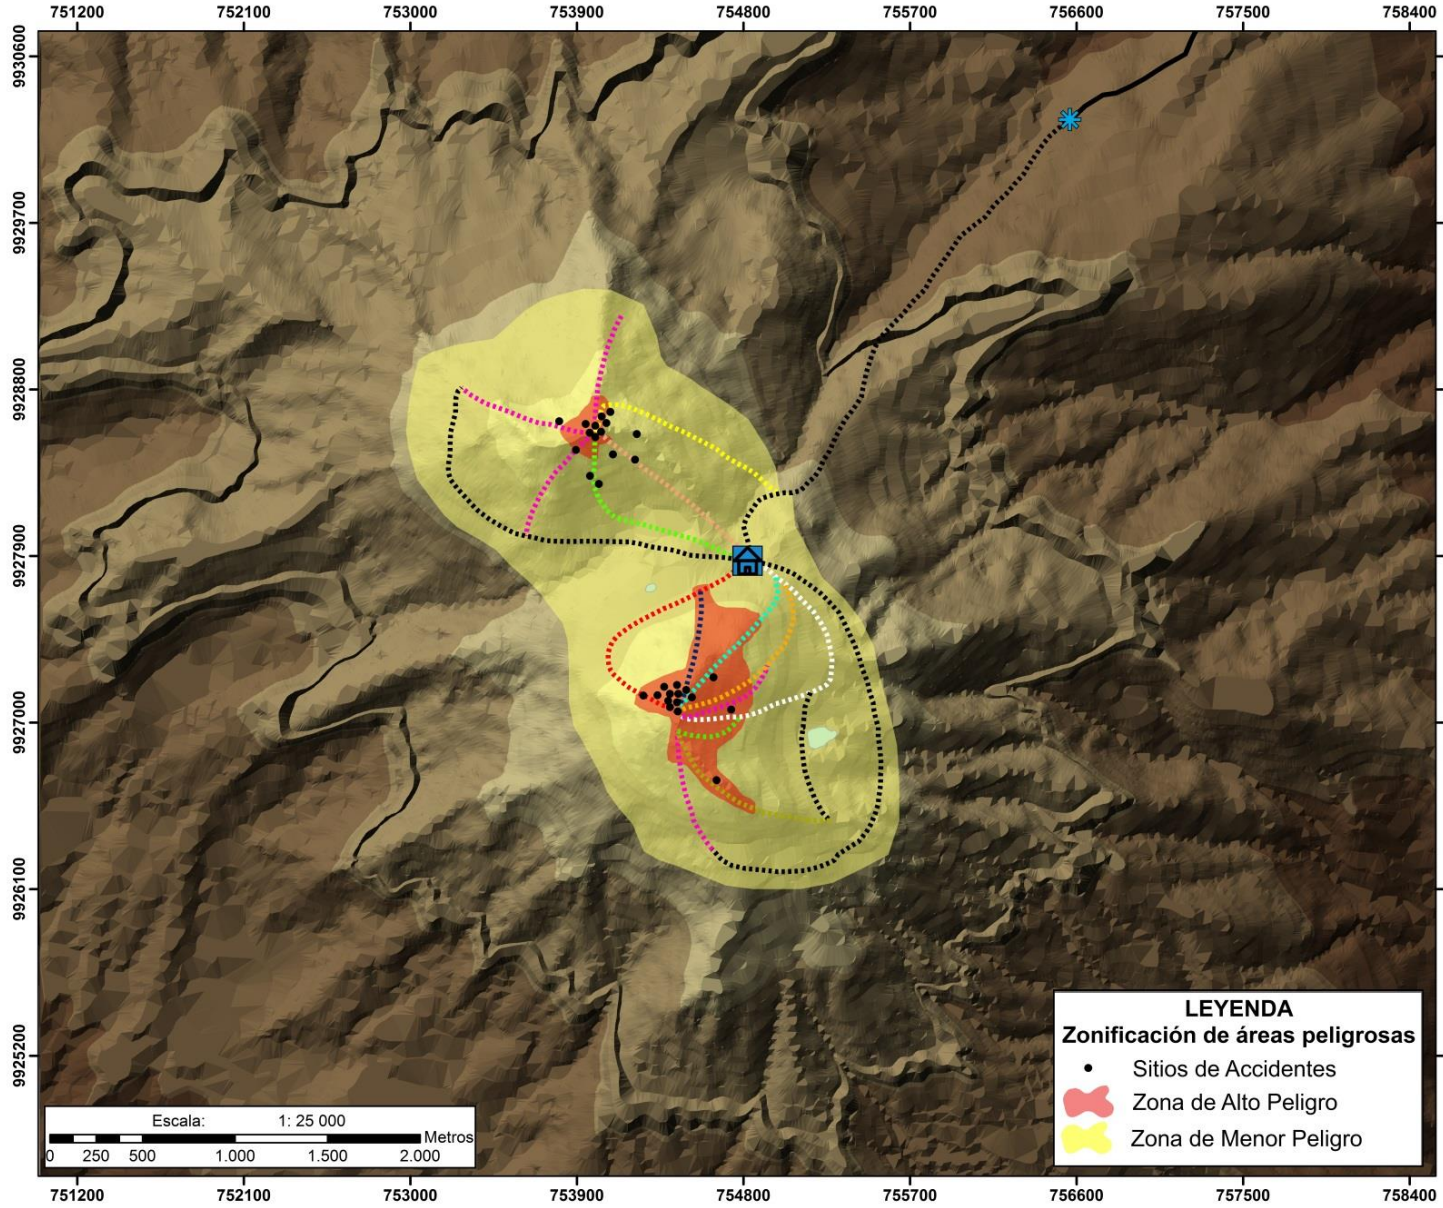 751200 752100 753000 753900 754800 755700 756600 757500 758400
9930600
9929700
9928800
9927900
9927000
9926100
9925200
LEYENDA
Zonificación de áreas peligrosas
Sitios de Accidentes
Zona de Alto Peligro
Zona de Menor Peligro
Escala: 1: 25 000
Metros
0 250 500 1.000 1.500 2.000
751200 752100 753000 753900 754800 755700 756600 757500 758400